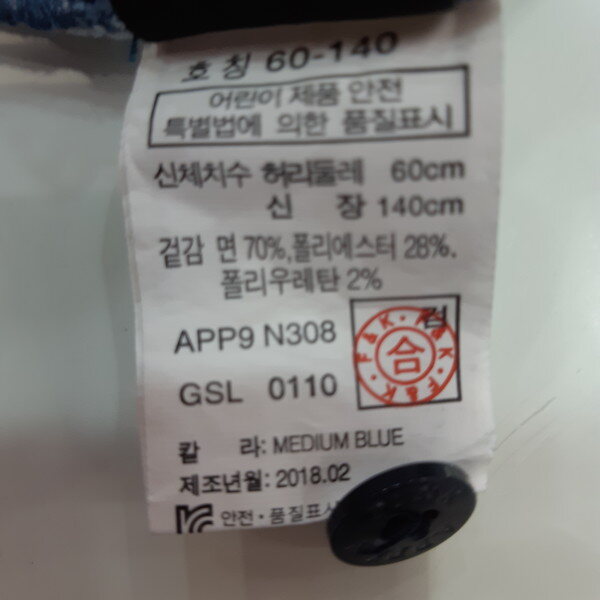 호칭 60-140
어린이 제품 안전
특별법에 의한 품질표시
신체치수 허리둘레 60cm
신 장 140cm
겉감 면 70%,폴리에스터 28%.
폴리우레탄 2%
APP9 N308
GSL 0110
검
F&K · F&K · F&K
합
칼 라: MEDIUM BLUE
제조년월: 2018.02
안전·품질표시